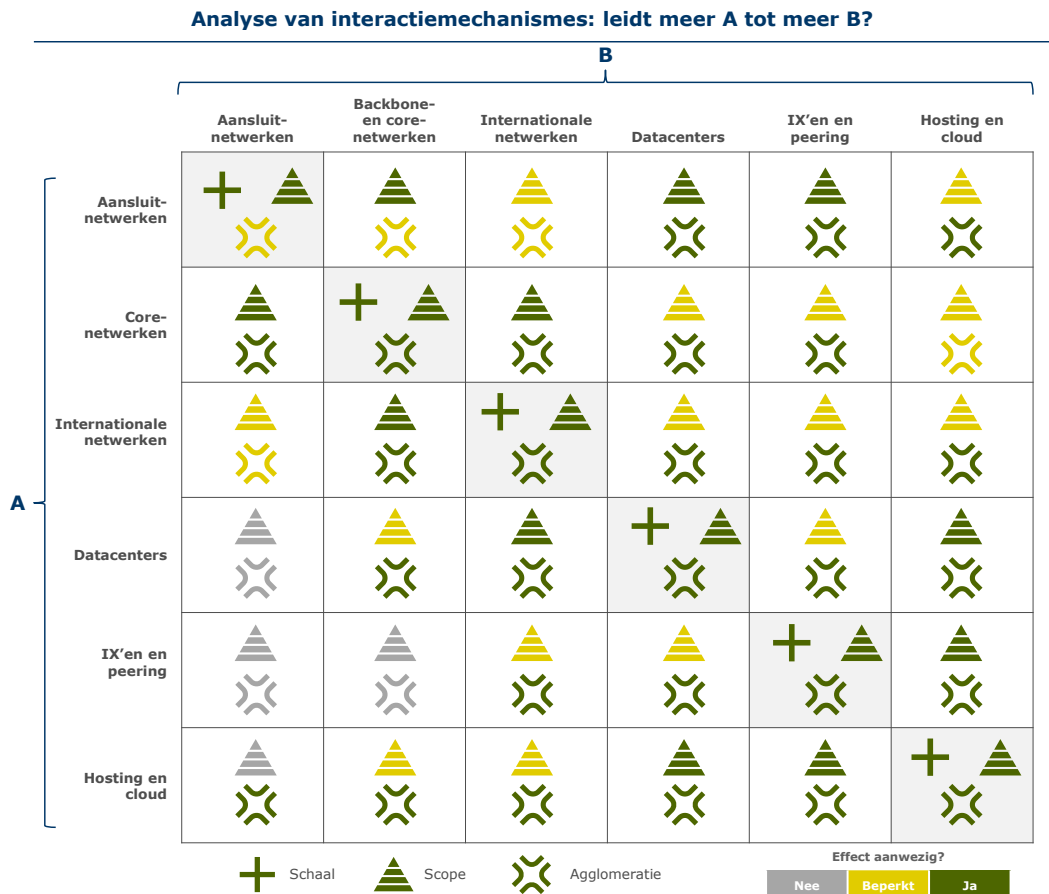 Analyse van interactiemechanismes: leidt meer A tot meer B?
B
Aansluit-
netwerken
Backbone-
en core-
netwerken
Internationale
netwerken
Datacenters
IX'en en
peering
Hosting en
cloud
A
Aansluit-
netwerken
Core-
netwerken
Internationale
netwerken
Datacenters
IX'en en
peering
Hosting en
cloud
Schaal
Scope
Agglomeratie
Effect aanwezig?
Nee
Beperkt
Ja